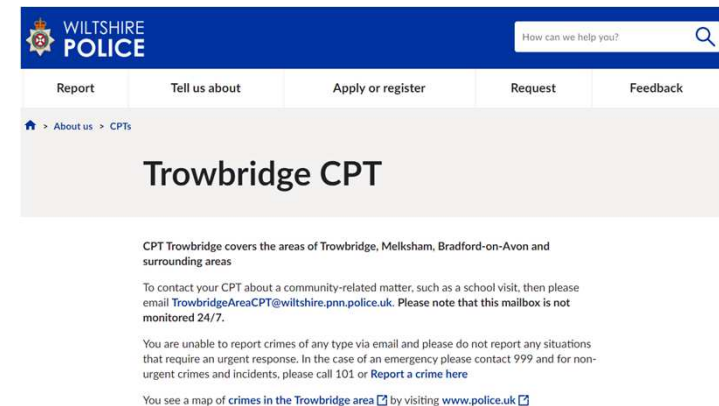 WILTSHIRE
POLICE
How can we help you?
Report Tell us about Apply or register Request Feedback
> About us > CPTs
Trowbridge CPT
CPT Trowbridge covers the areas of Trowbridge, Melksham, Bradford-on-Avon and
surrounding areas
To contact your CPT about a community-related matter, such as a school visit, then please
email TrowbridgeAreaCPT@wiltshire.pnn.police.uk. Please note that this mailbox is not
monitored 24/7.
You are unable to report crimes of any type via email and please do not report any situations
that require an urgent response. In the case of an emergency please contact 999 and for non-
urgent crimes and incidents, please call 101 or Report a crime here
You see a map of crimes in the Trowbridge area by visiting www.police.uk